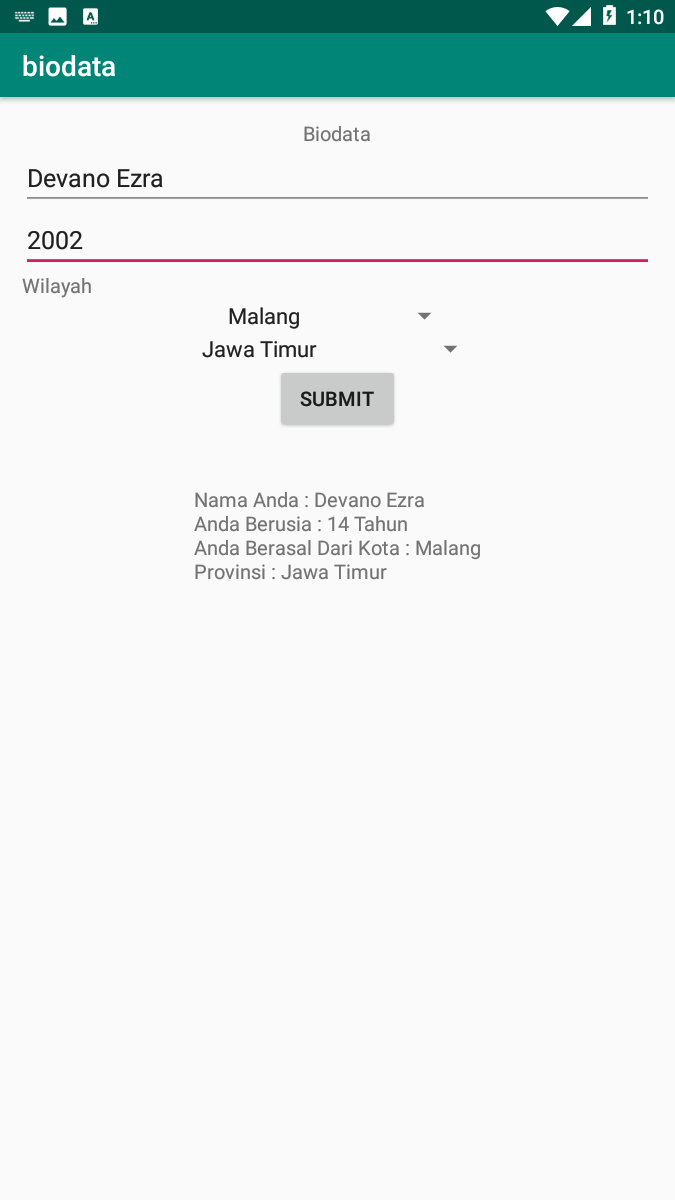 1:10
biodata
Biodata
Devano Ezra
2002
Wilayah
Malang
Jawa Timur
SUBMIT
Nama Anda : Devano Ezra
Anda Berusia : 14 Tahun
Anda Berasal Dari Kota : Malang
Provinsi : Jawa Timur